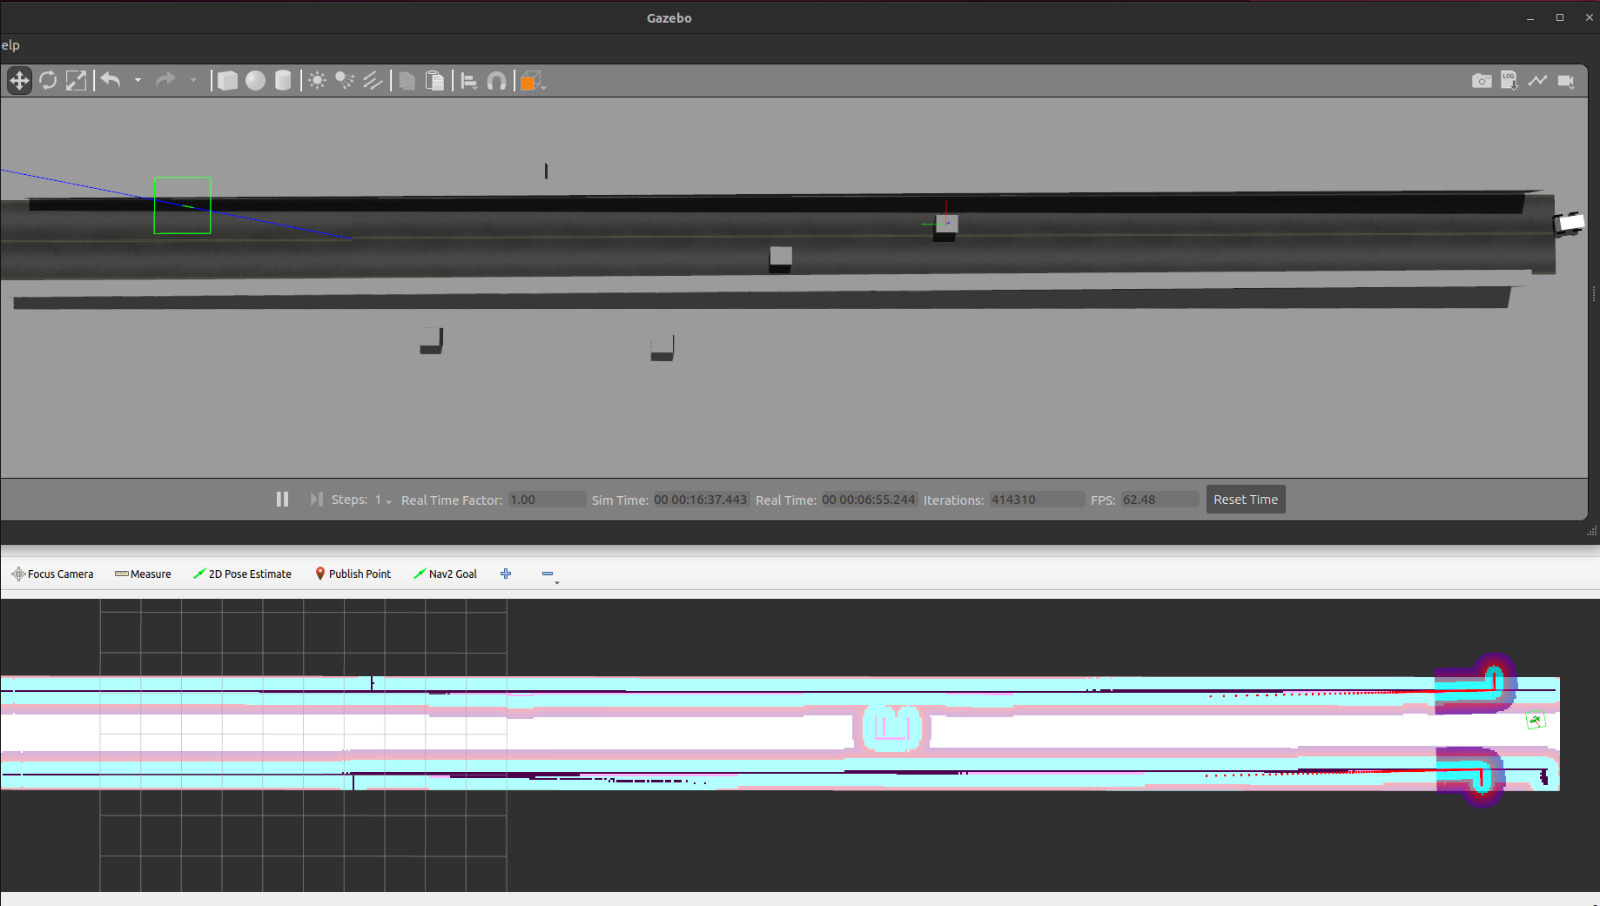 Gazebo
elp
LOG
Steps: 1 Real Time Factor: 1.00 Sim Time: 00 00:16:37.443 Real Time: 00 00:06:55.244 Iterations: 414310 FPS: 62.48 Reset Time
Focus Camera Measure 2D Pose Estimate Publish Point Nav2 Goal